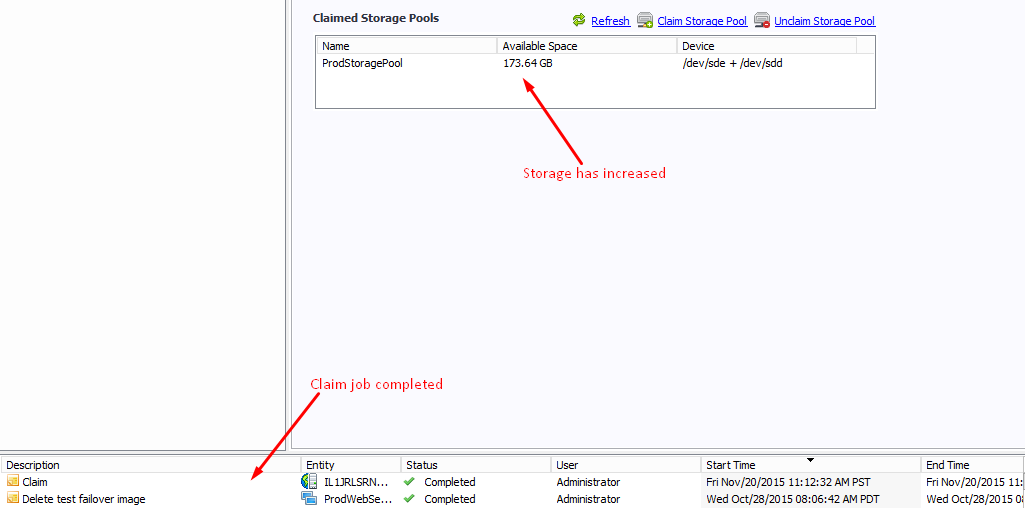 Claimed Storage Pools
Refresh Claim Storage Pool Unclaim Storage Pool
Name Available Space Device
ProdStoragePool 173.64 GB /dev/sde + /dev/sdd
Storage has increased
Claim job completed
Description Entity Status User Start Time End Time
Claim IL1JRLSRN... Completed Administrator Fri Nov/20/2015 11:12:32 AM PST Fri Nov/20/2015 11:
Delete test failover image ProdWebSe... Completed Administrator Wed Oct/28/2015 08:06:42 AM PDT Wed Oct/28/2015 08